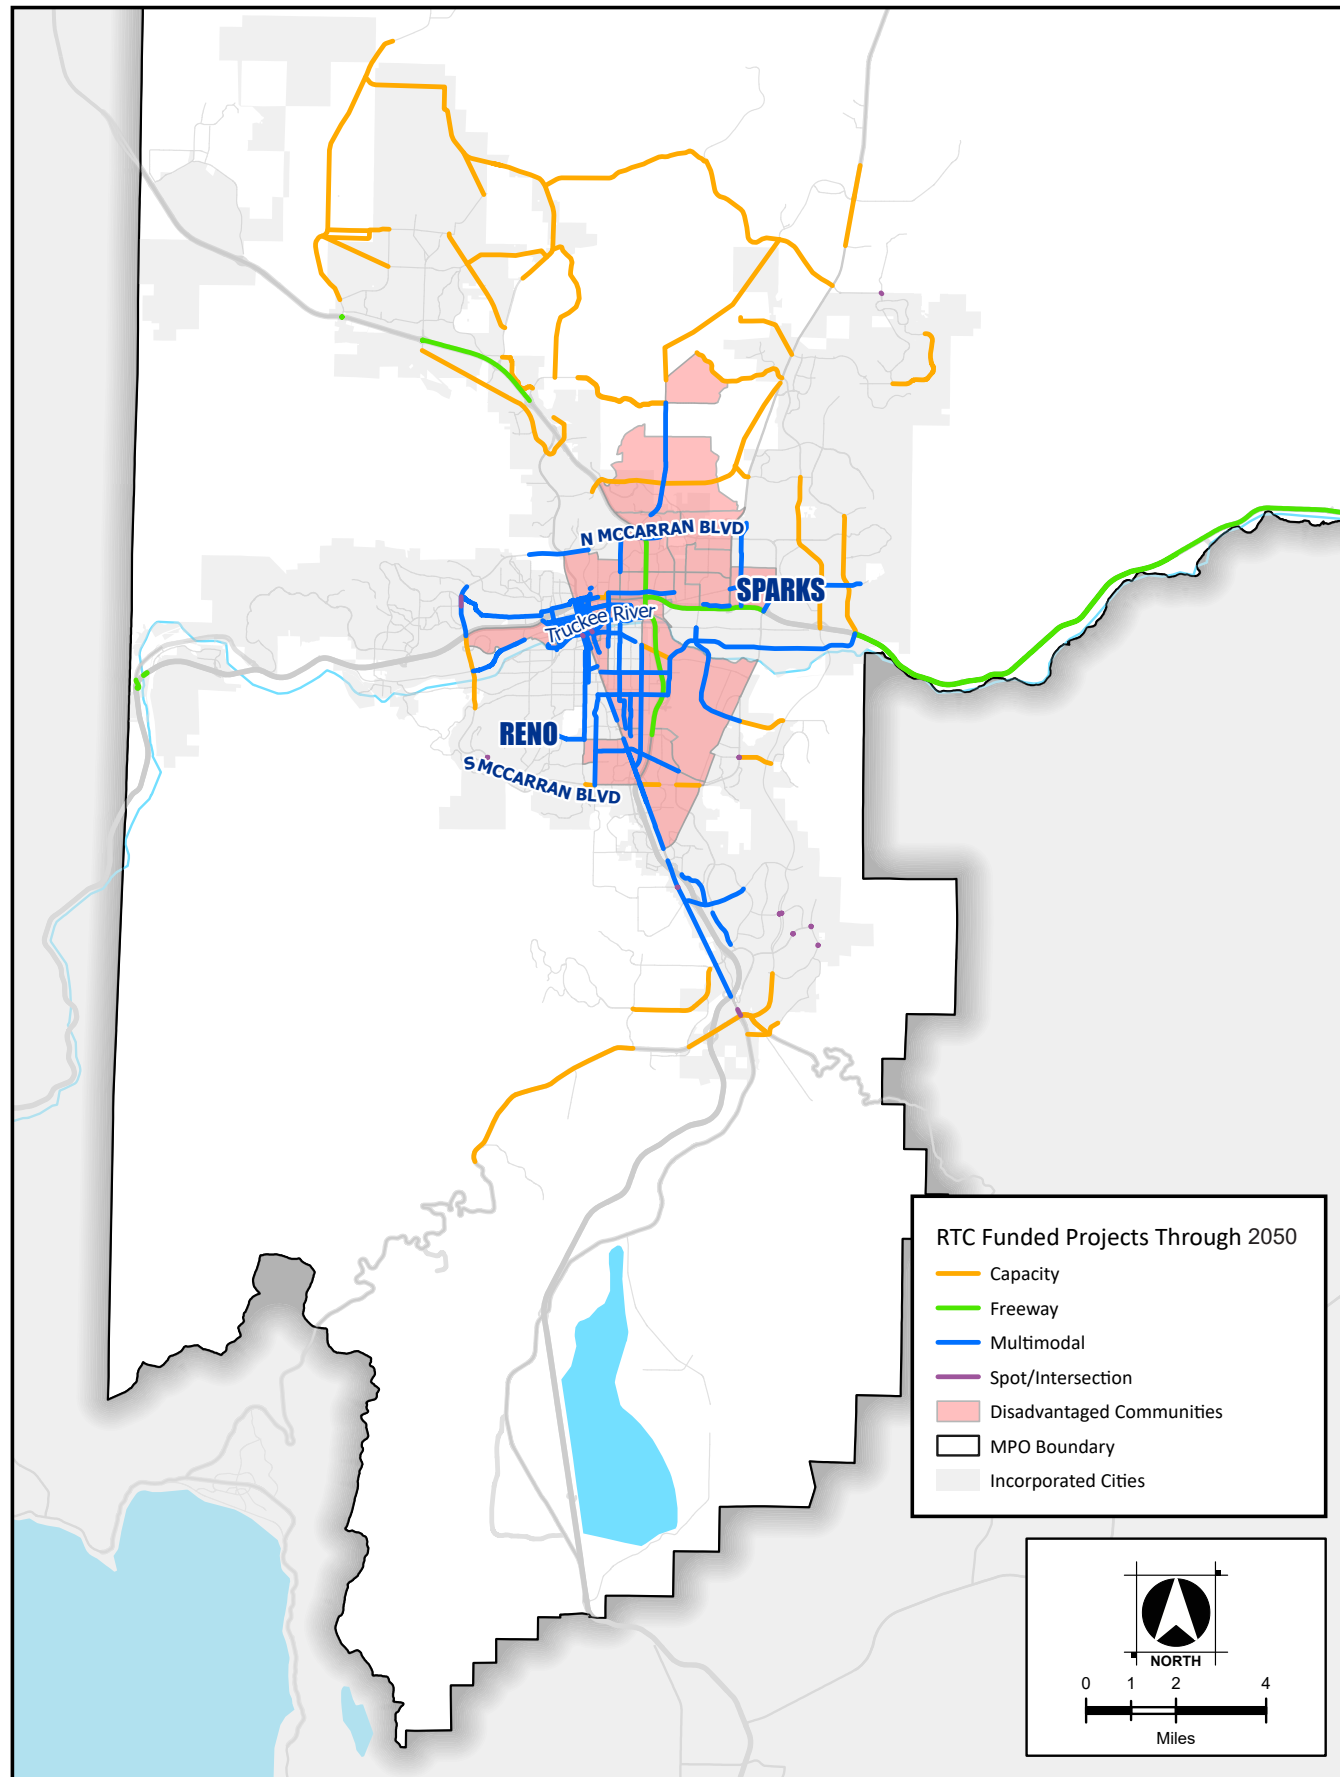 N MCCARRAN BLVD
SPARKS
Truckee River
RENO
S MCCARRAN BLVD
RTC Funded Projects Through 2050
Capacity
Freeway
Multimodal
Spot/Intersection
Disadvantaged Communities
MPO Boundary
Incorporated Cities
NORTH
0 1 2 4
Miles